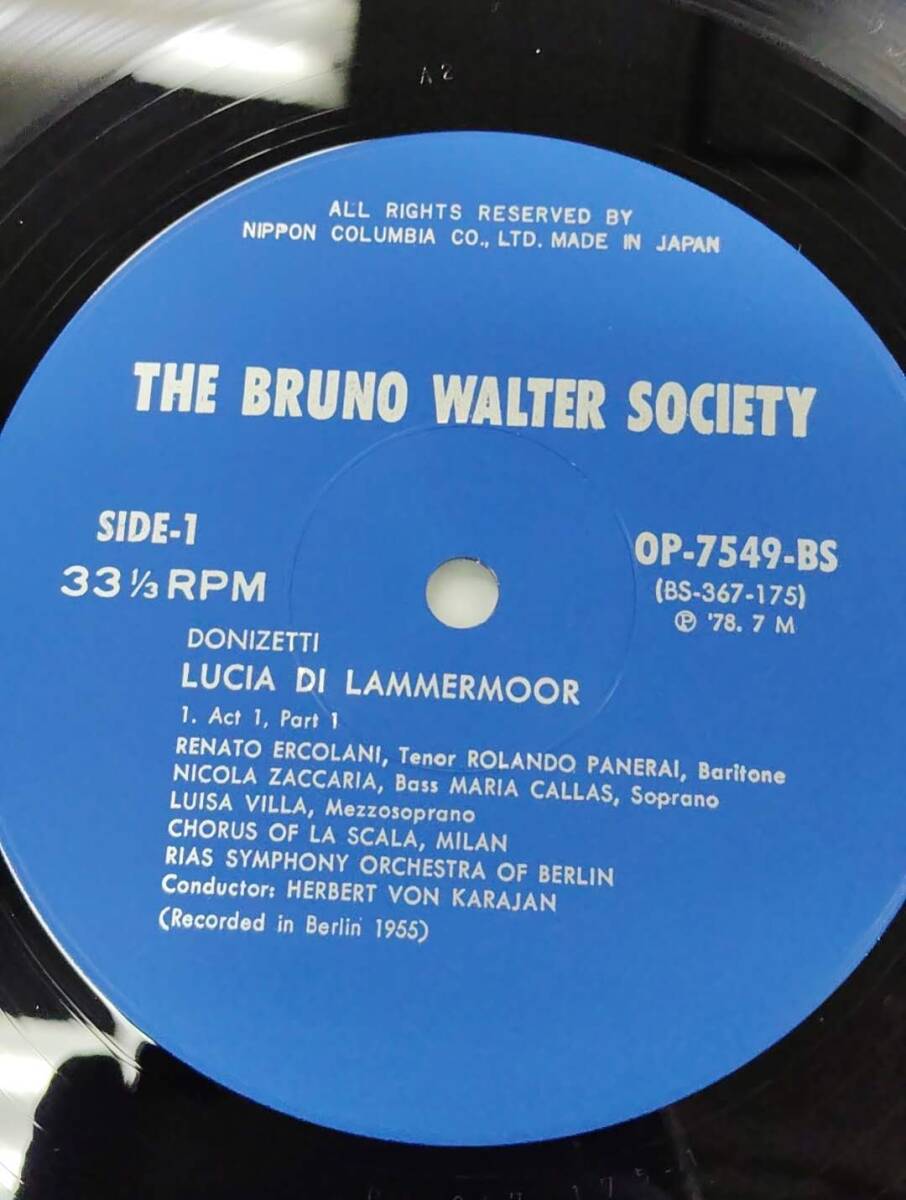 A2
ALL RIGHTS RESERVED BY
NIPPON COLUMBIA CO., LTD. MADE IN JAPAN
THE BRUNO WALTER SOCIETY
SIDE-1
33 1/3 RPM
OP-7549-BS
(BS-367-175)
Ⓟ '78. 7 M
DONIZETTI
LUCIA DI LAMMERMOOR
1. Act 1, Part 1
RENATO ERCOLANI, Tenor ROLANDO PANERAI, Baritone
NICOLA ZACCARIA, Bass MARIA CALLAS, Soprano
LUISA VILLA, Mezzosoprano
CHORUS OF LA SCALA, MILAN
RIAS SYMPHONY ORCHESTRA OF BERLIN
Conductor: HERBERT VON KARAJAN
(Recorded in Berlin 1955)